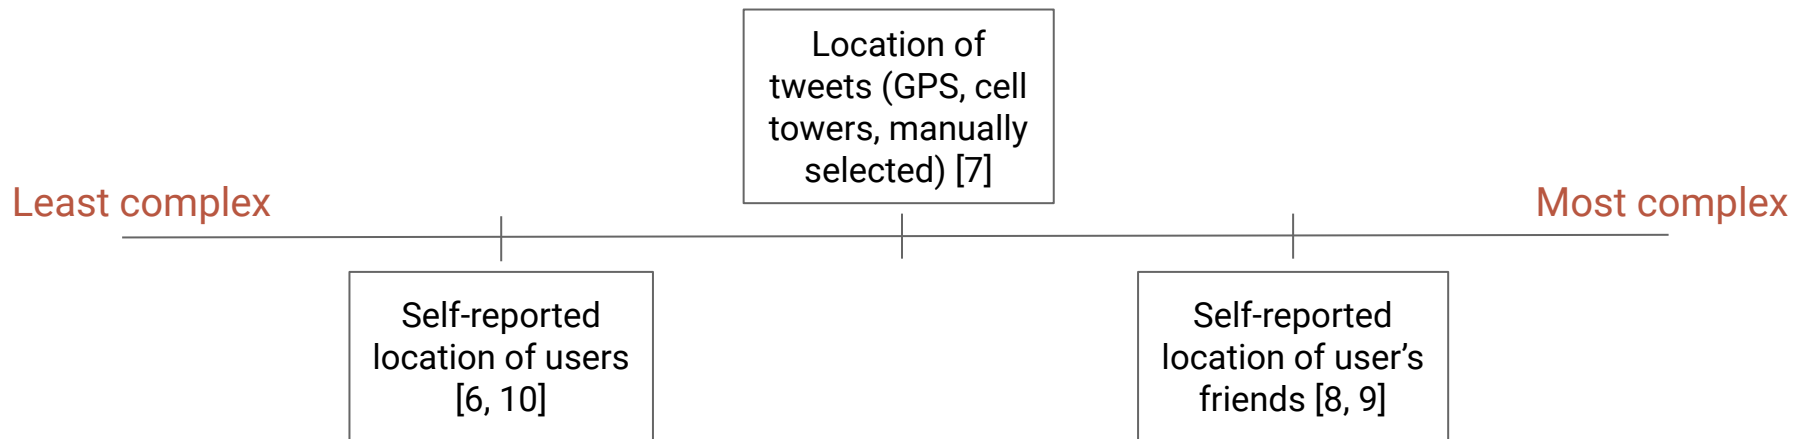 Location of
tweets (GPS, cell
towers, manually
selected) [7]
Least complex
Most complex
Self-reported
location of users
[6, 10]
Self-reported
location of user’s
friends [8, 9]